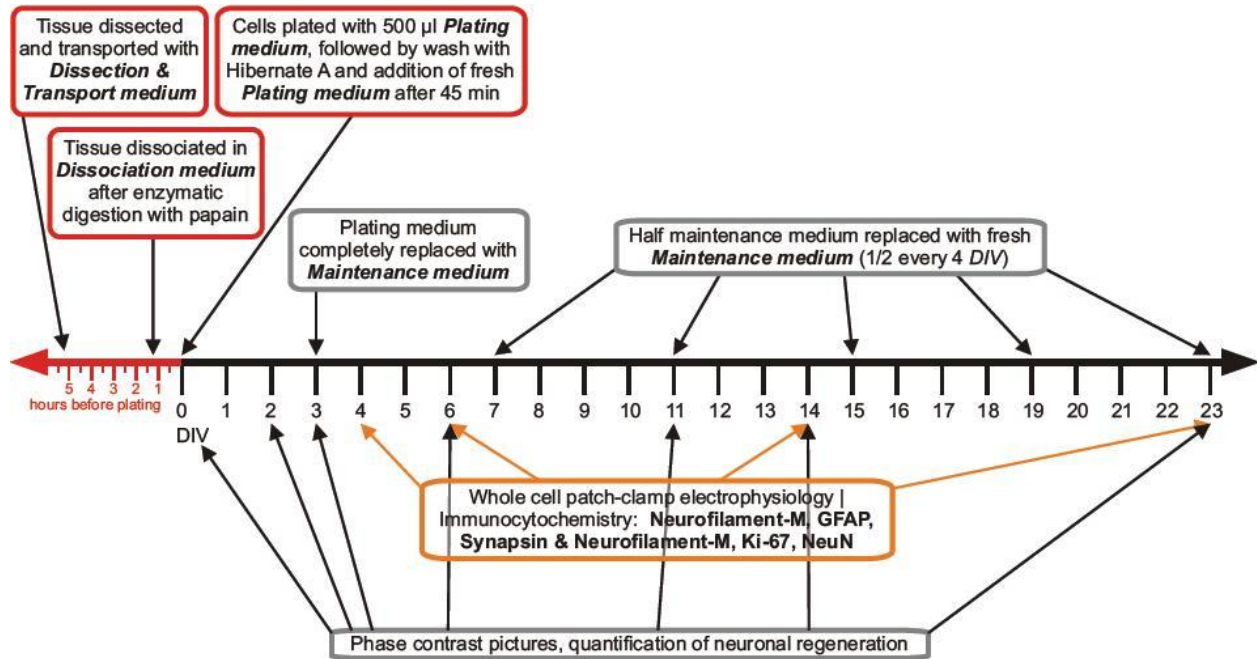 Tissue dissected
and transported with
Dissection &
Transport medium
Cells plated with 500 µl Plating
medium, followed by wash with
Hibernate A and addition of fresh
Plating medium after 45 min
Tissue dissociated in
Dissociation medium
after enzymatic
digestion with papain
Plating medium
completely replaced with
Maintenance medium
Half maintenance medium replaced with fresh
Maintenance medium (1/2 every 4 DIV)
5 4 3 2 1
hours before plating
0 1 2 3 4 5 6 7 8 9 10 11 12 13 14 15 16 17 18 19 20 21 22 23
DIV
Whole cell patch-clamp electrophysiology |
Immunocytochemistry: Neurofilament-M, GFAP,
Synapsin & Neurofilament-M, Ki-67, NeuN
Phase contrast pictures, quantification of neuronal regeneration